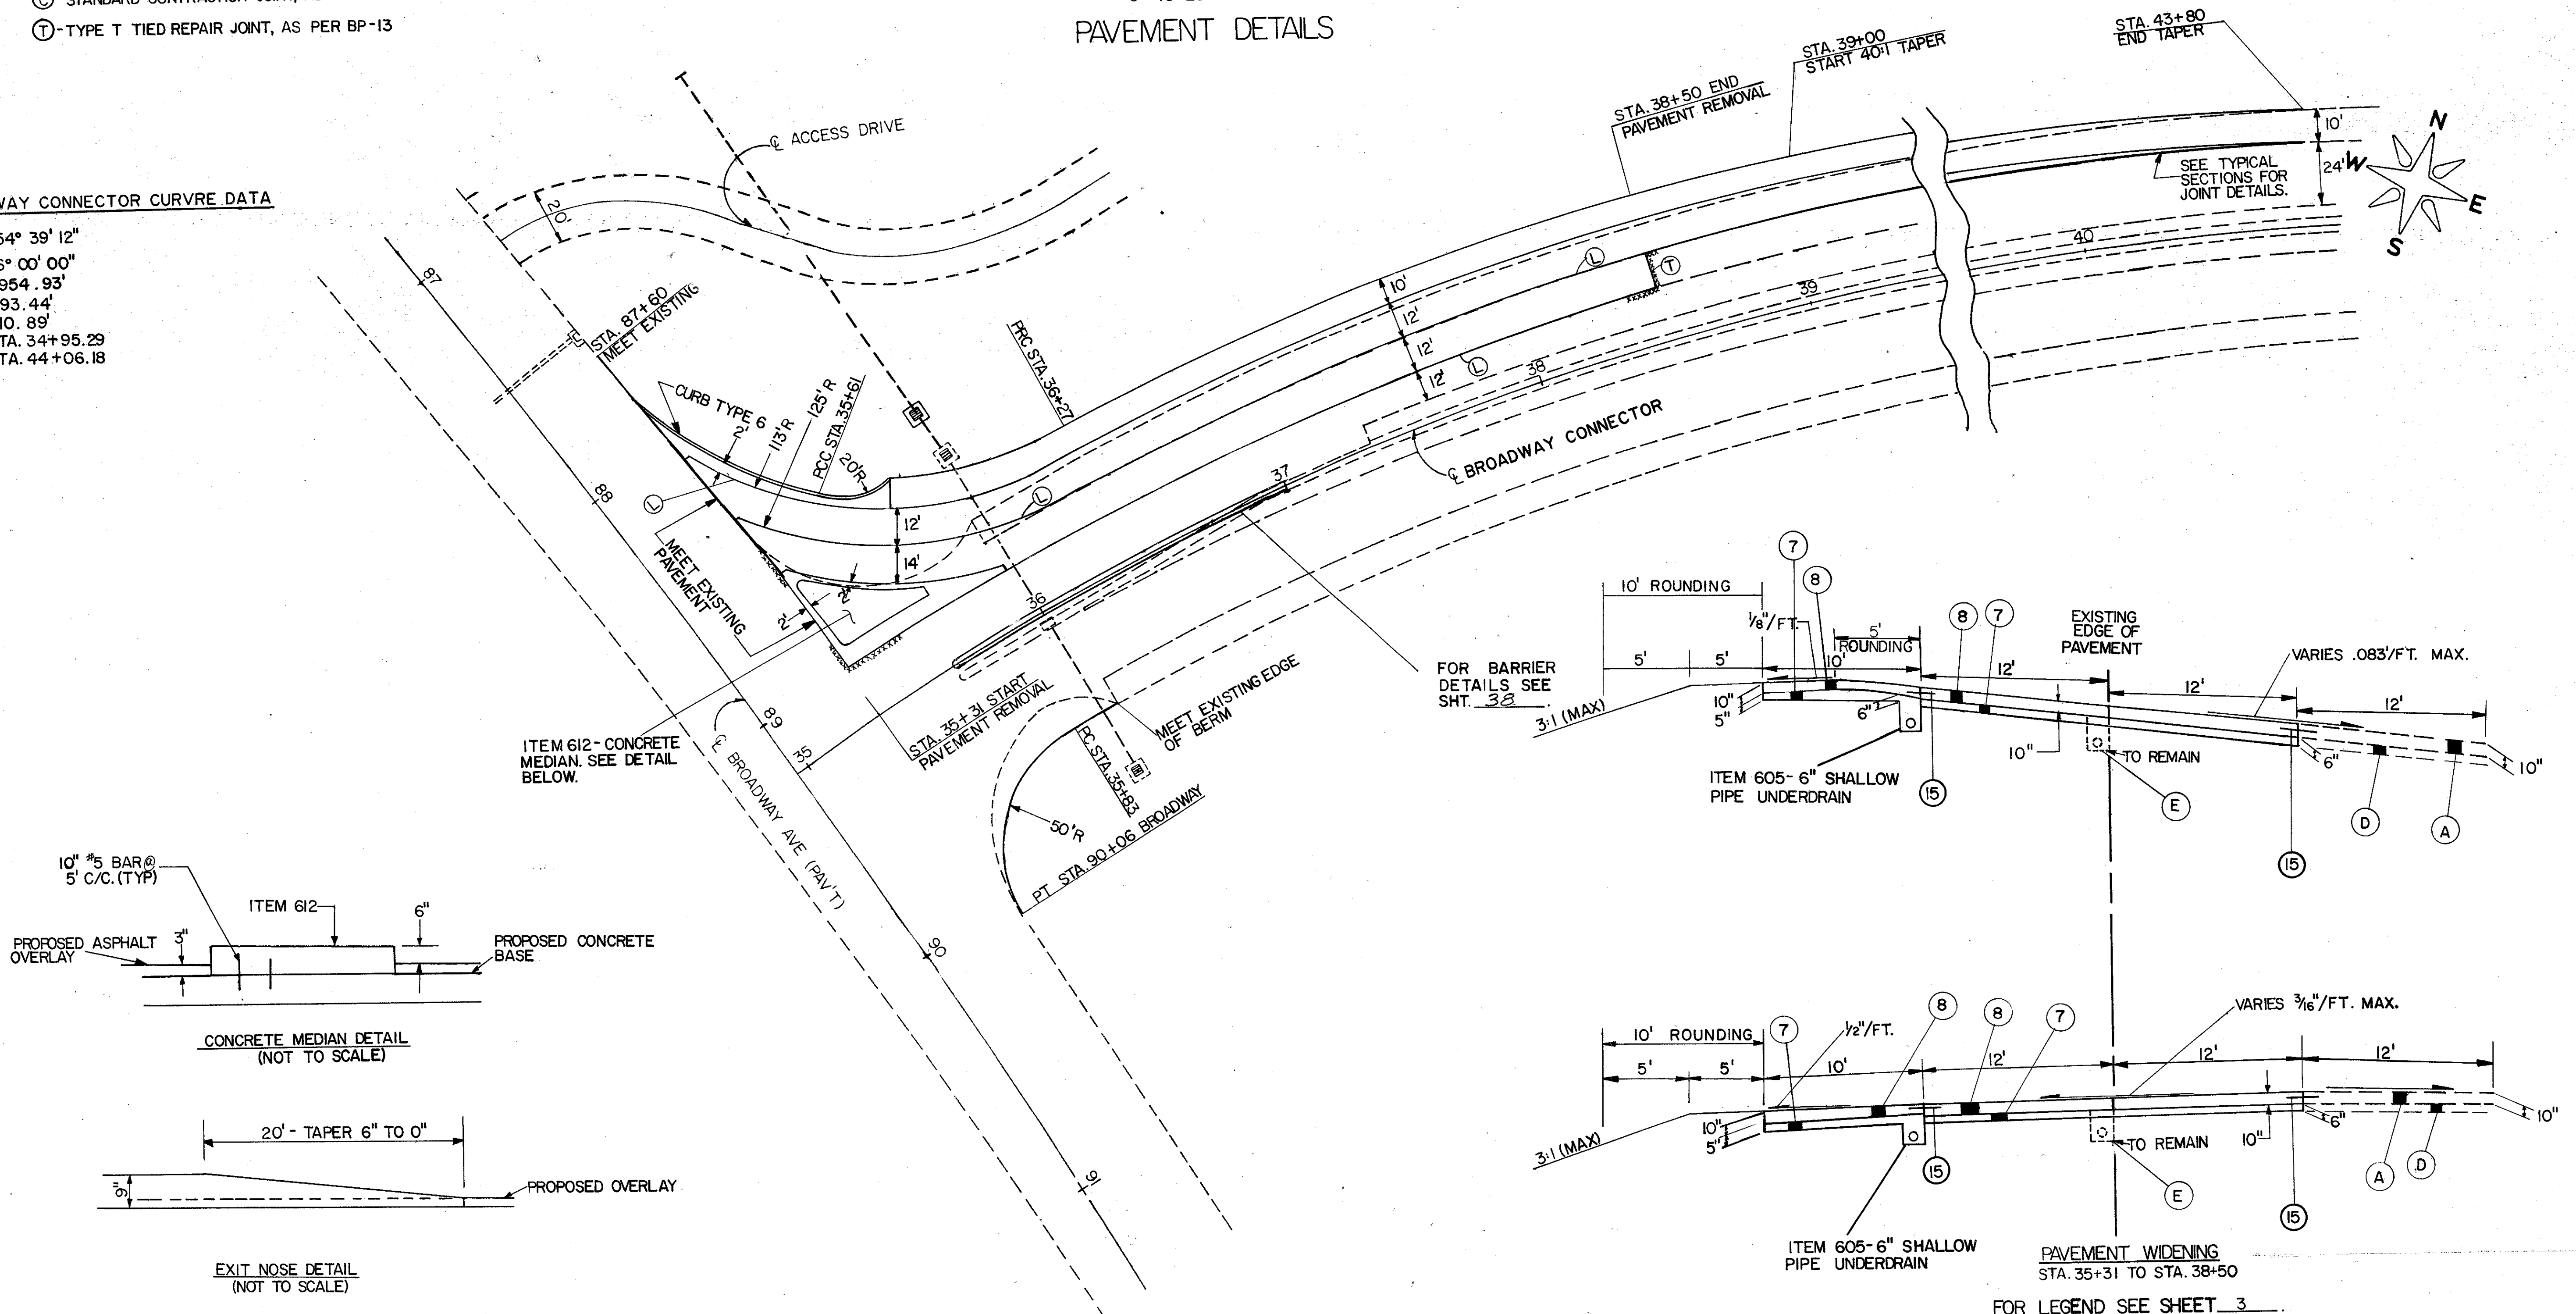 STANDARD CONTRACTION JOINT,
Ⓣ-TYPE T TIED REPAIR JOINT, AS PER BP-13
PAVEMENT DETAILS
WAY CONNECTOR CURVRE DATA
54° 39' 12"
6° 00' 00"
954.93'
93.44'
10.89'
TA. 34+95.29
TA. 44+06.18
℄ ACCESS DRIVE
20'
STA. 38+50 END
PAVEMENT REMOVAL
STA. 39+00
START 40:1 TAPER
STA. 43+80
END TAPER
10'
24'
SEE TYPICAL
SECTIONS FOR
JOINT DETAILS.
N
W
E
S
87
88
89
90
91
STA. 87+60
MEET EXISTING
CURB TYPE 6
2'
113'R
125'R
PCC STA.35+61
20'R
PRC STA.36+27
L
L
L
L
T
10'
12'
12'
12'
12'
14'
2'
2'
MEET EXISTING
PAVEMENT
35
36
37
38
39
40
℄ BROADWAY CONNECTOR
℄ BROADWAY AVE (PAV'T)
ITEM 612-CONCRETE
MEDIAN. SEE DETAIL
BELOW.
STA. 35+31 START
PAVEMENT REMOVAL
MEET EXISTING EDGE
OF BERM
PC STA.35+83
50'R
PT STA. 90+06 BROADWAY
FOR BARRIER
DETAILS SEE
SHT. 38.
10" #5 BAR@
5' C/C. (TYP)
ITEM 612
6"
3"
PROPOSED ASPHALT
OVERLAY
PROPOSED CONCRETE
BASE
CONCRETE MEDIAN DETAIL
(NOT TO SCALE)
20'- TAPER 6" TO 0"
9"
PROPOSED OVERLAY
EXIT NOSE DETAIL
(NOT TO SCALE)
7
8
8
7
10' ROUNDING
1/8"/FT.
5'
ROUNDING
EXISTING
EDGE OF
PAVEMENT
VARIES .083'/FT. MAX.
5'
5'
10'
12'
12'
12'
3:1 (MAX)
10"
5"
6"
10"
TO REMAIN
6"
10"
ITEM 605-6" SHALLOW
PIPE UNDERDRAIN
15
E
D
A
15
VARIES 3/16"/FT. MAX.
10' ROUNDING
7
1/2"/FT.
8
8
7
5'
5'
10'
12'
12'
12'
3:1 (MAX)
10"
5"
TO REMAIN
10"
6"
10"
15
E
A
D
15
ITEM 605-6" SHALLOW
PIPE UNDERDRAIN
PAVEMENT WIDENING
STA. 35+31 TO STA. 38+50
FOR LEGEND SEE SHEET 3.